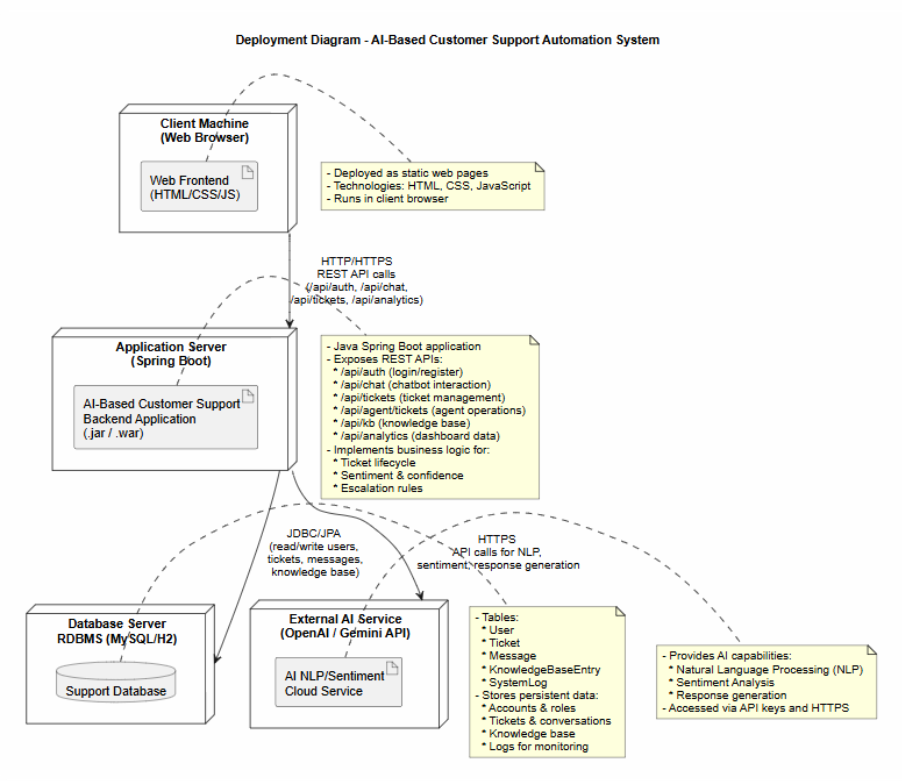 Deployment Diagram - AI-Based Customer Support Automation System
Client Machine
(Web Browser)
Web Frontend
(HTML/CSS/JS)
- Deployed as static web pages
- Technologies: HTML, CSS, JavaScript
- Runs in client browser
HTTP/HTTPS
REST API calls
(/api/auth, /api/chat,
/api/tickets, /api/analytics)
Application Server
(Spring Boot)
AI-Based Customer Support
Backend Application
(.jar / .war)
- Java Spring Boot application
- Exposes REST APIs:
* /api/auth (login/register)
* /api/chat (chatbot interaction)
* /api/tickets (ticket management)
* /api/agent/tickets (agent operations)
* /api/kb (knowledge base)
* /api/analytics (dashboard data)
- Implements business logic for:
* Ticket lifecycle
* Sentiment & confidence
* Escalation rules
JDBC/JPA
(read/write users,
tickets, messages,
knowledge base)
HTTPS
API calls for NLP,
sentiment, response generation
Database Server
RDBMS (MySQL/H2)
Support Database
External AI Service
(OpenAI / Gemini API)
AI NLP/Sentiment
Cloud Service
- Tables:
* User
* Ticket
* Message
* KnowledgeBaseEntry
* SystemLog
- Stores persistent data:
* Accounts & roles
* Tickets & conversations
* Knowledge base
* Logs for monitoring
- Provides AI capabilities:
* Natural Language Processing (NLP)
* Sentiment Analysis
* Response generation
- Accessed via API keys and HTTPS